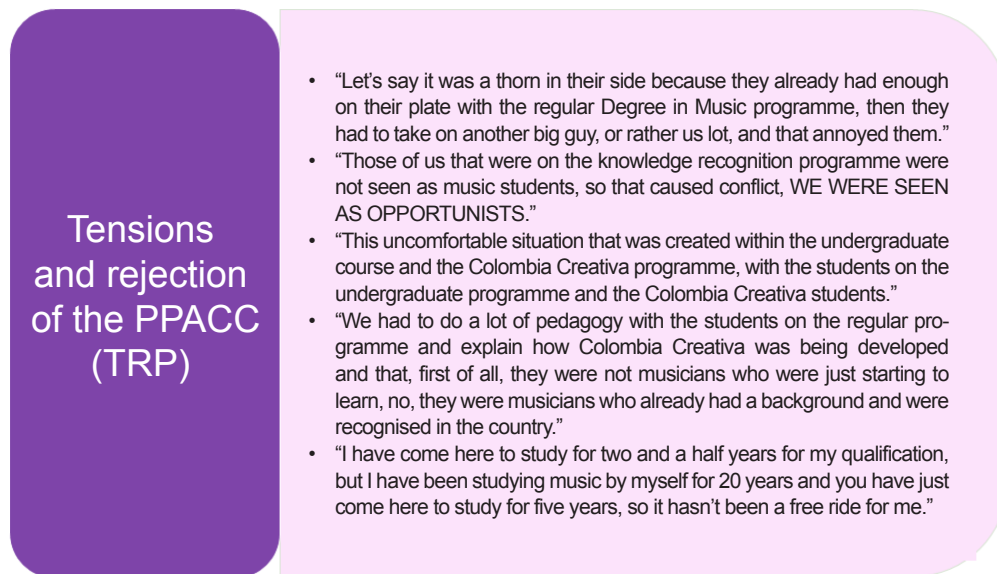 Tensions
and rejection
of the PPACC
(TRP)
• “Let’s say it was a thorn in their side because they already had enough
on their plate with the regular Degree in Music programme, then they
had to take on another big guy, or rather us lot, and that annoyed them.”
• “Those of us that were on the knowledge recognition programme were
not seen as music students, so that caused conflict, WE WERE SEEN
AS OPPORTUNISTS.”
• “This uncomfortable situation that was created within the undergraduate
course and the Colombia Creativa programme, with the students on the
undergraduate programme and the Colombia Creativa students.”
• “We had to do a lot of pedagogy with the students on the regular pro-
gramme and explain how Colombia Creativa was being developed
and that, first of all, they were not musicians who were just starting to
learn, no, they were musicians who already had a background and were
recognised in the country.”
• “I have come here to study for two and a half years for my qualification,
but I have been studying music by myself for 20 years and you have just
come here to study for five years, so it hasn’t been a free ride for me.”